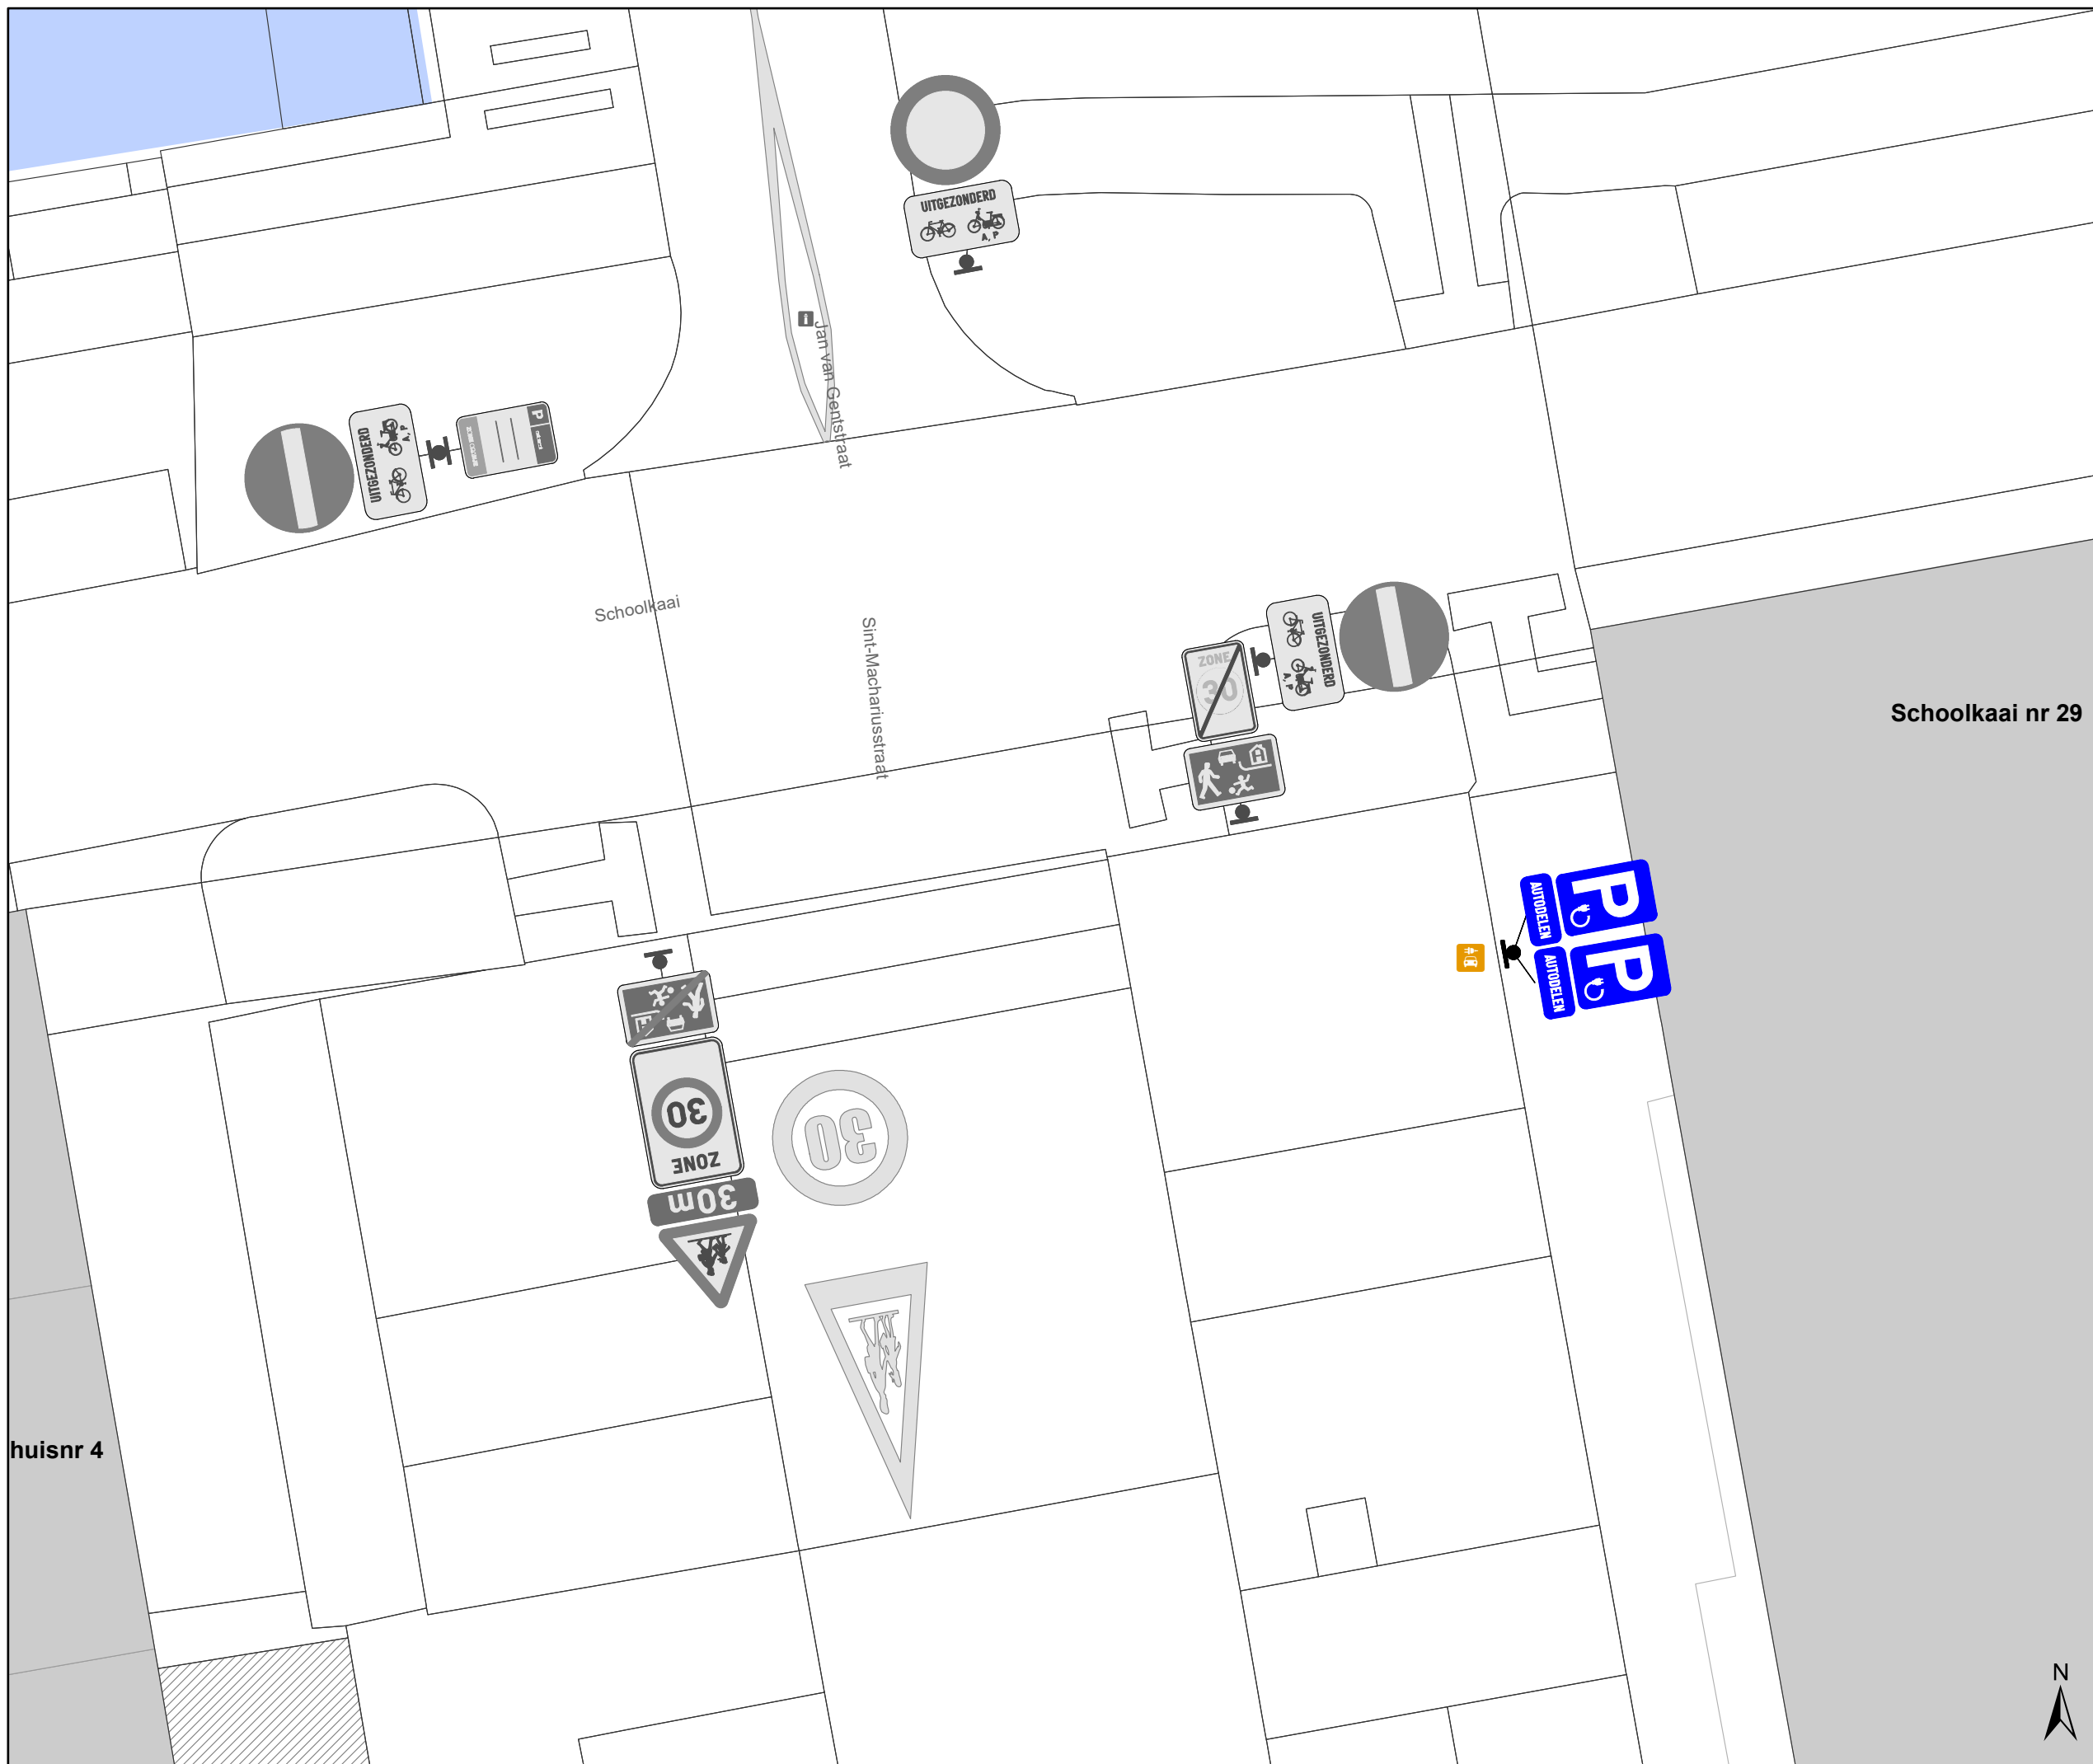 UITGEZONDERD
A, P
Jan van Gentstraat
UITGEZONDERD
A, P
P
Schoolkaai
Sint-Machariusstraat
UITGEZONDERD
A, P
ZONE
30
Schoolkaai nr 29
P
AUTODELEN
P
AUTODELEN
30
ZONE
30m
30
huisnr 4
N